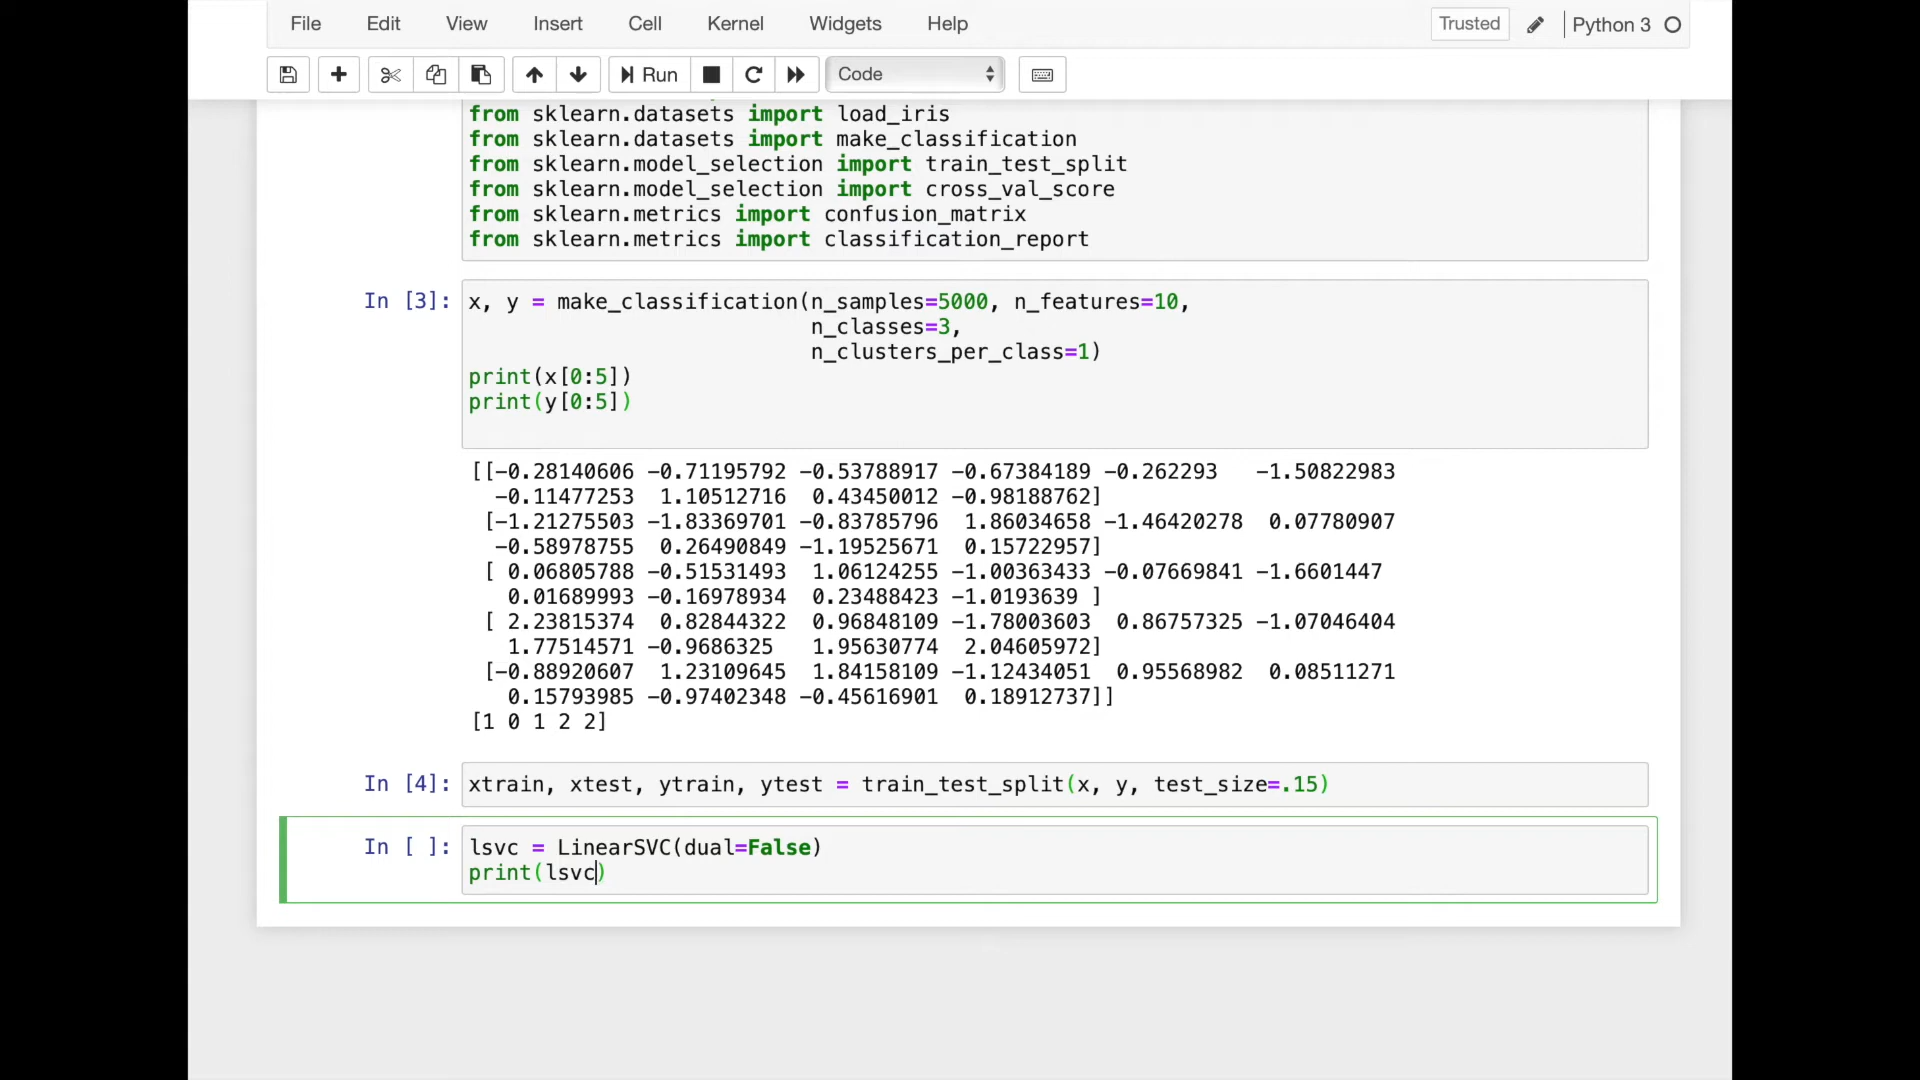 File Edit View Insert Cell Kernel Widgets Help Trusted Python 3
Run Code
from sklearn.datasets import load_iris
from sklearn.datasets import make_classification
from sklearn.model_selection import train_test_split
from sklearn.model_selection import cross_val_score
from sklearn.metrics import confusion_matrix
from sklearn.metrics import classification_report
In [3]: x, y = make_classification(n_samples=5000, n_features=10,
n_classes=3,
n_clusters_per_class=1)
print(x[0:5])
print(y[0:5])
[[-0.28140606 -0.71195792 -0.53788917 -0.67384189 -0.262293 -1.50822983
-0.11477253 1.10512716 0.43450012 -0.98188762]
[-1.21275503 -1.83369701 -0.83785796 1.86034658 -1.46420278 0.07780907
-0.58978755 0.26490849 -1.19525671 0.15722957]
[ 0.06805788 -0.51531493 1.06124255 -1.00363433 -0.07669841 -1.6601447
0.01689993 -0.16978934 0.23488423 -1.0193639 ]
[ 2.23815374 0.82844322 0.96848109 -1.78003603 0.86757325 -1.07046404
1.77514571 -0.9686325 1.95630774 2.04605972]
[-0.88920607 1.23109645 1.84158109 -1.12434051 0.95568982 0.08511271
0.15793985 -0.97402348 -0.45616901 0.18912737]]
[1 0 1 2 2]
In [4]: xtrain, xtest, ytrain, ytest = train_test_split(x, y, test_size=.15)
In [ ]: lsvc = LinearSVC(dual=False)
print(lsvc)